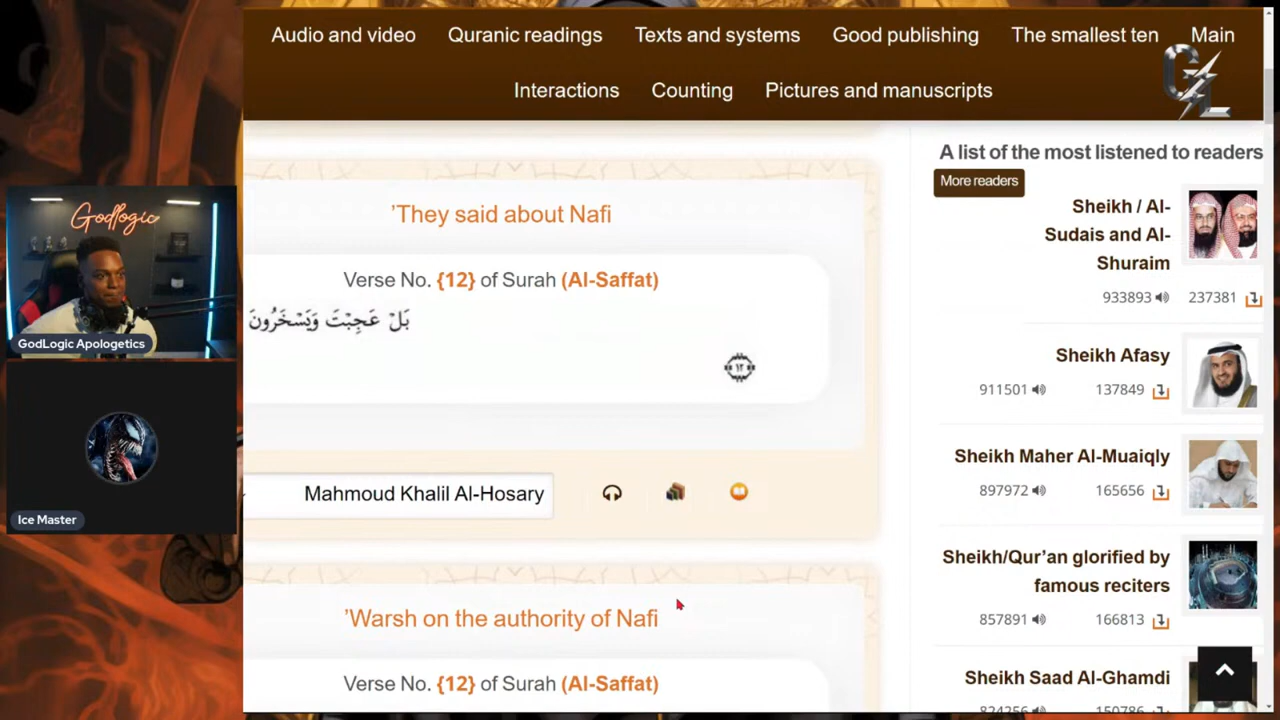 Audio and video Quranic readings Texts and systems Good publishing The smallest ten Main
Interactions Counting Pictures and manuscripts
GL
A list of the most listened to readers
More readers
'They said about Nafi
Verse No. {12} of Surah (Al-Saffat)
بَلْ عَجِبْتَ وَيَسْخَرُونَ
١٢
Mahmoud Khalil Al-Hosary
'Warsh on the authority of Nafi
Verse No. {12} of Surah (Al-Saffat)
Sheikh / Al-
Sudais and Al-
Shuraim
933893 237381
Sheikh Afasy
911501 137849
Sheikh Maher Al-Muaiqly
897972 165656
Sheikh/Qur'an glorified by
famous reciters
857891 166813
Sheikh Saad Al-Ghamdi
824256 150786
Godlogic
GodLogic Apologetics
Ice Master